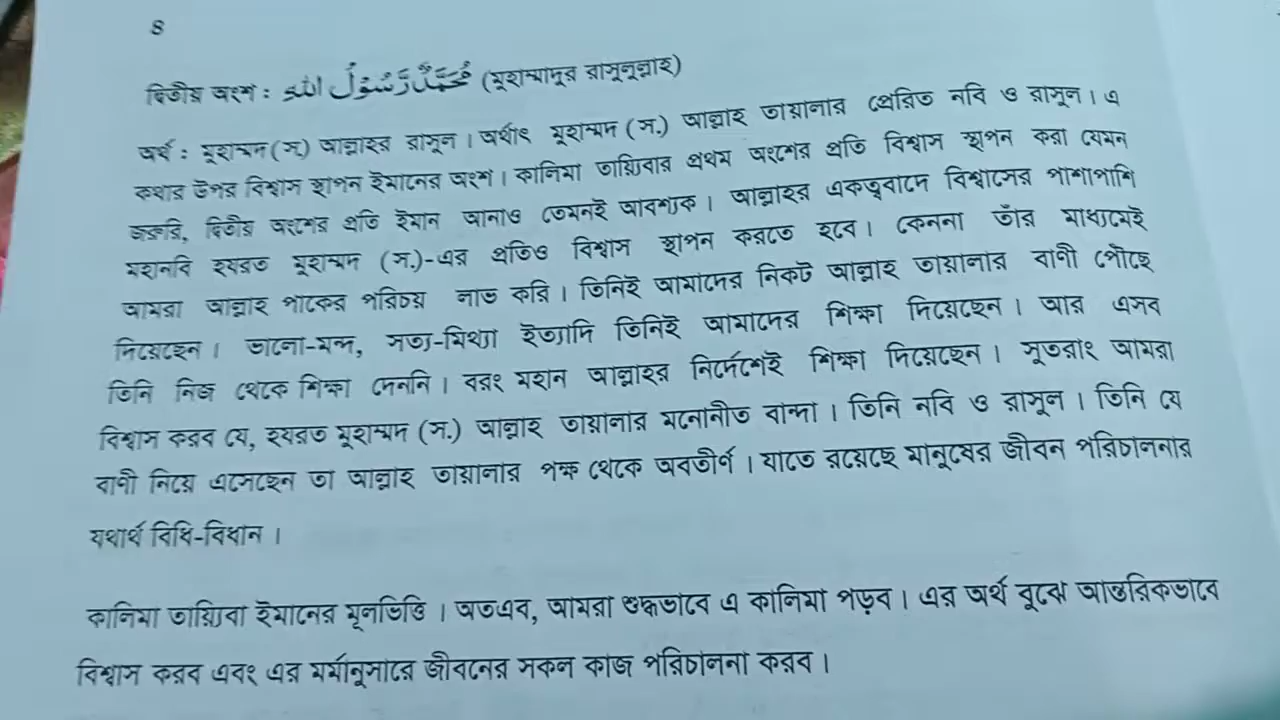 ৪
দ্বিতীয় অংশ : مُحَمَّدٌ رَّسُوْلُ اللهِ (মুহাম্মাদুর রাসুলুল্লাহ)
অর্থ : মুহাম্মদ (স.) আল্লাহর রাসুল । অর্থাৎ মুহাম্মদ (স.) আল্লাহ তায়ালার প্রেরিত নবি ও রাসুল । এ
কথার উপর বিশ্বাস স্থাপন ইমানের অংশ । কালিমা তায়্যিবার প্রথম অংশের প্রতি বিশ্বাস স্থাপন করা যেমন
জরুরি, দ্বিতীয় অংশের প্রতি ইমান আনাও তেমনই আবশ্যক । আল্লাহর একত্ববাদে বিশ্বাসের পাশাপাশি
মহানবি হযরত মুহাম্মদ (স.)-এর প্রতিও বিশ্বাস স্থাপন করতে হবে । কেননা তাঁর মাধ্যমেই
আমরা আল্লাহ পাকের পরিচয় লাভ করি । তিনিই আমাদের নিকট আল্লাহ তায়ালার বাণী পৌঁছে
দিয়েছেন । ভালো-মন্দ, সত্য-মিথ্যা ইত্যাদি তিনিই আমাদের শিক্ষা দিয়েছেন । আর এসব
তিনি নিজ থেকে শিক্ষা দেননি । বরং মহান আল্লাহর নির্দেশেই শিক্ষা দিয়েছেন । সুতরাং আমরা
বিশ্বাস করব যে, হযরত মুহাম্মদ (স.) আল্লাহ তায়ালার মনোনীত বান্দা । তিনি নবি ও রাসুল । তিনি যে
বাণী নিয়ে এসেছেন তা আল্লাহ তায়ালার পক্ষ থেকে অবতীর্ণ । যাতে রয়েছে মানুষের জীবন পরিচালনার
যথার্থ বিধি-বিধান ।
কালিমা তায়্যিবা ইমানের মূলভিত্তি । অতএব, আমরা শুদ্ধভাবে এ কালিমা পড়ব । এর অর্থ বুঝে আন্তরিকভাবে
বিশ্বাস করব এবং এর মর্মানুসারে জীবনের সকল কাজ পরিচালনা করব ।